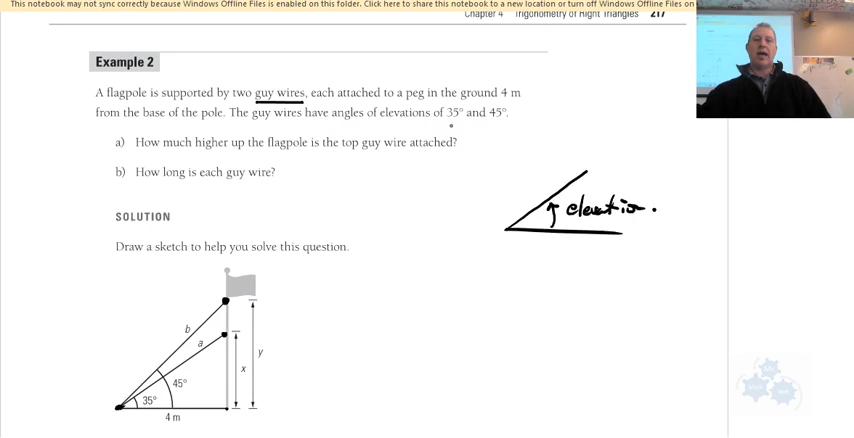 This notebook may not sync correctly because Windows Offline Files is enabled on this folder. Click here to share this notebook to a new location or turn off Windows Offline Files on
Chapter 4 Trigonometry of Right Triangles 217
Example 2
A flagpole is supported by two guy wires, each attached to a peg in the ground 4 m
from the base of the pole. The guy wires have angles of elevations of 35° and 45°.
a) How much higher up the flagpole is the top guy wire attached?
b) How long is each guy wire?
elevation.
SOLUTION
Draw a sketch to help you solve this question.
b
a
y
x
45°
35°
4 m